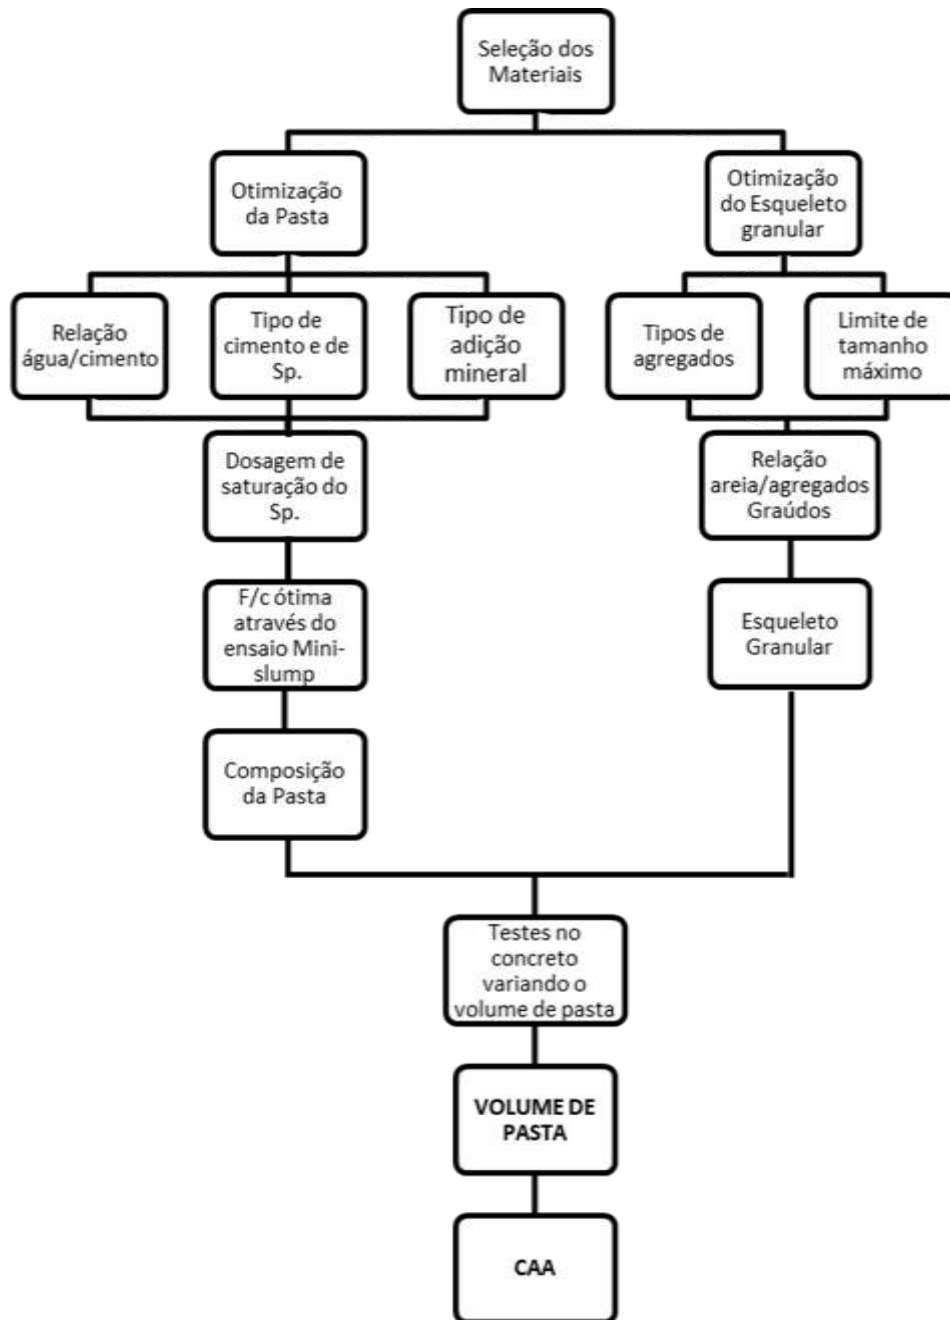 Seleção dos
Materiais
Otimização
da Pasta
Otimização
do Esqueleto
granular
Relação
água/cimento
Tipo de
cimento e de
Sp.
Tipo de
adição
mineral
Tipos de
agregados
Limite de
tamanho
máximo
Dosagem de
saturação do
Sp.
Relação
areia/agregados
Graúdos
F/c ótima
através do
ensaio Mini-
slump
Esqueleto
Granular
Composição
da Pasta
Testes no
concreto
variando o
volume de pasta
VOLUME DE
PASTA
CAA